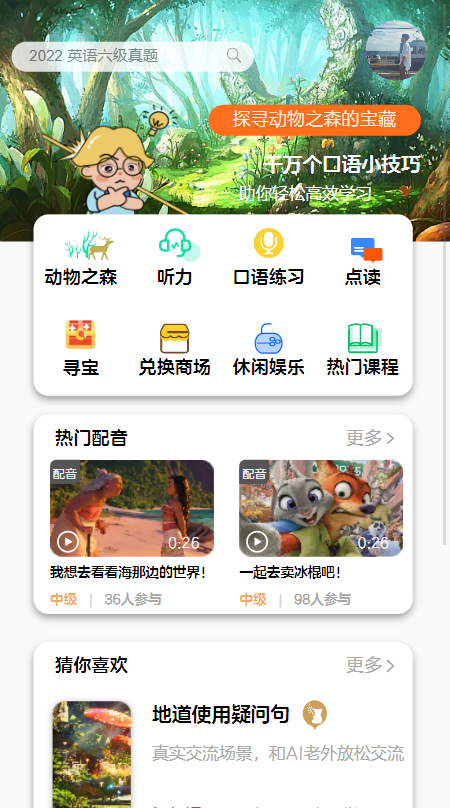 2022 英语六级真题
探寻动物之森的宝藏
千万个口语小技巧
助你轻松高效学习
动物之森
听力
口语练习
点读
寻宝
兑换商场
休闲娱乐
热门课程
热门配音
更多
配音
0:26
配音
0:26
我想去看看海那边的世界！
一起去卖冰棍吧！
中级 | 36人参与
中级 | 98人参与
猜你喜欢
更多
地道使用疑问句
真实交流场景，和AI老外放松交流